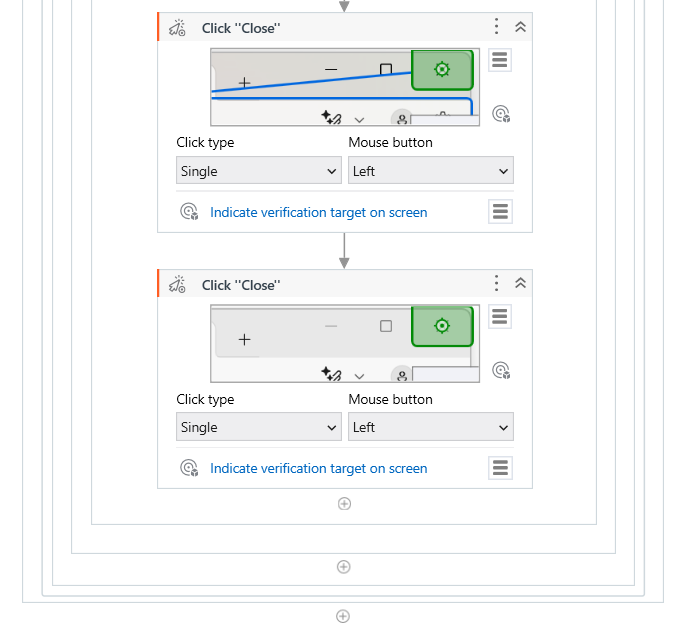 Click "Close"
Click type
Mouse button
Single
Left
Indicate verification target on screen
Click "Close"
Click type
Mouse button
Single
Left
Indicate verification target on screen